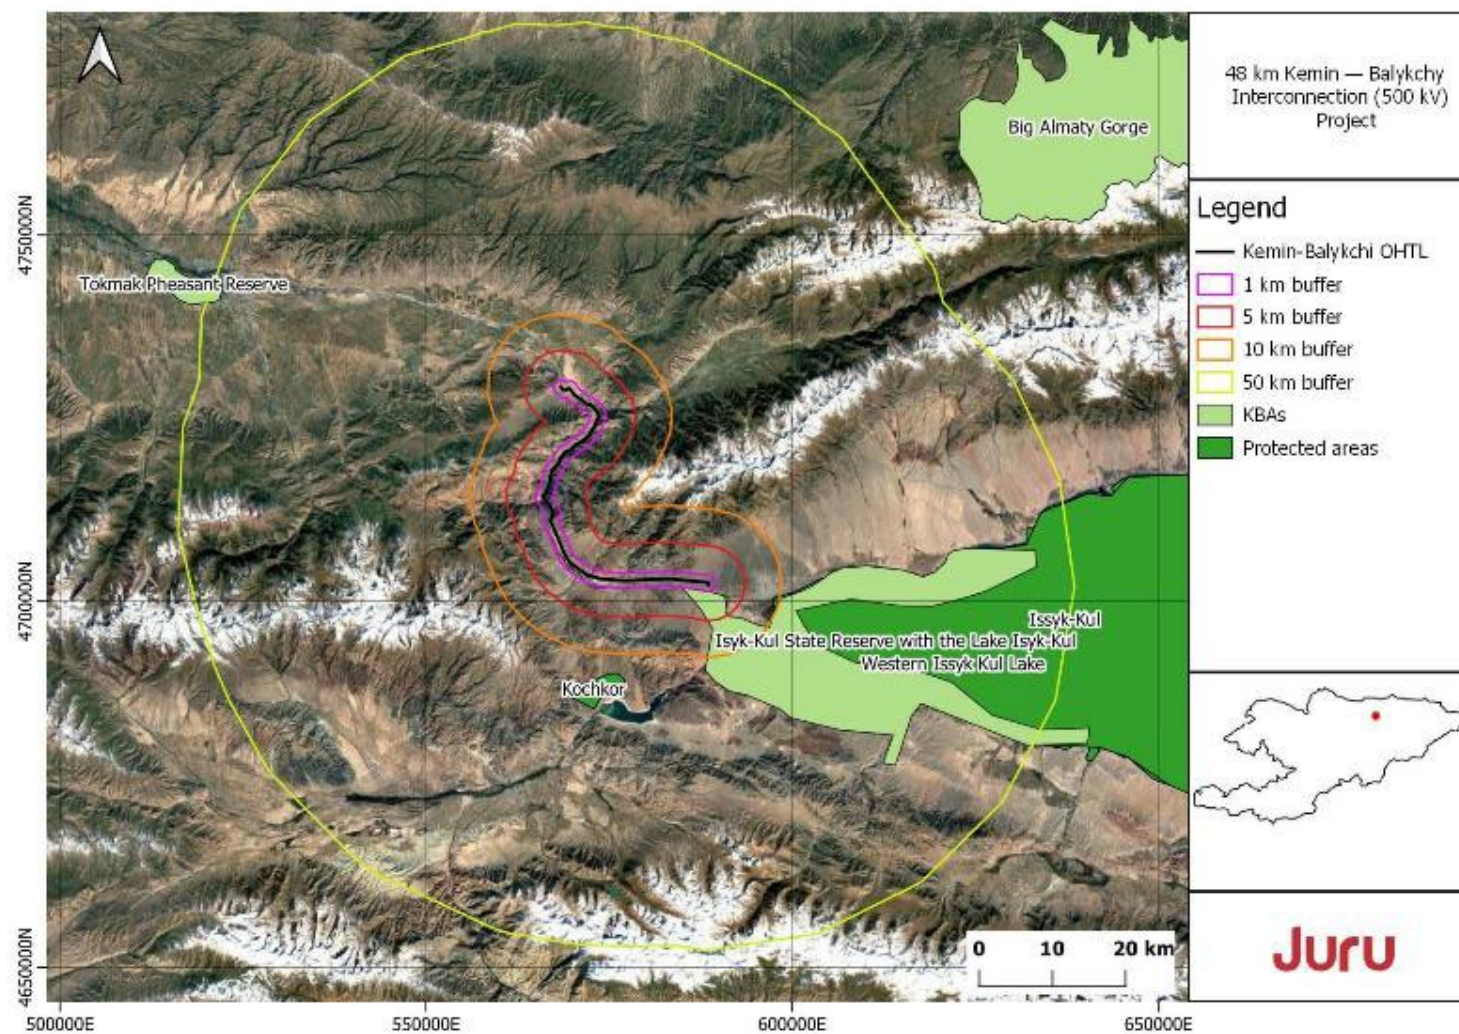 48 km Kemin — Balykchy
Interconnection (500 kV)
Project
Legend
Kemin-Balykchi OHTL
1 km buffer
5 km buffer
10 km buffer
50 km buffer
KBAs
Protected areas
Big Almaty Gorge
Tokmak Pheasant Reserve
Issyk-Kul
Isyk-Kul State Reserve with the Lake Isyk-Kul
Western Issyk Kul Lake
Kochkor
0 10 20 km
4750000N
4700000N
4650000N
500000E 550000E 600000E 650000E
Juru